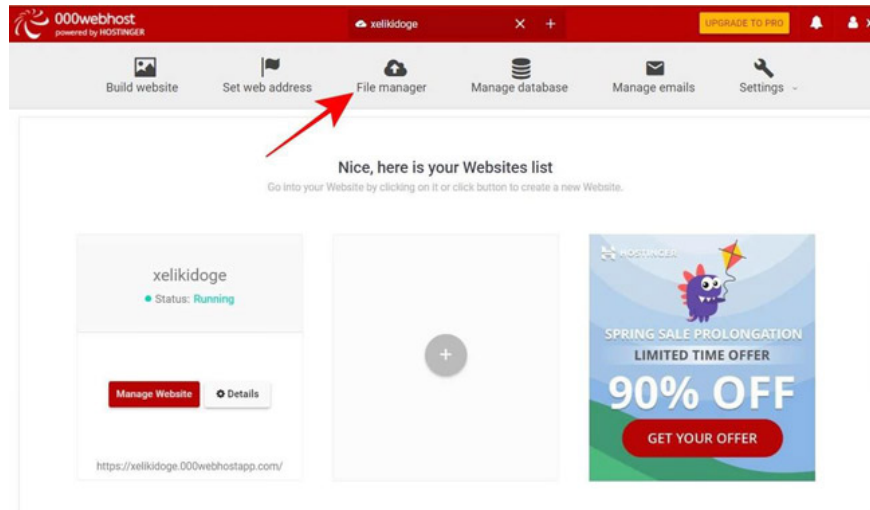 000webhost
powered by HOSTINGER
xelikidoge
UPGRADE TO PRO
Build website
Set web address
File manager
Manage database
Manage emails
Settings
Nice, here is your Websites list
Go into your Website by clicking on it or click button to create a new Website.
xelikidoge
Status: Running
Manage Website
Details
https://xelikidoge.000webhostapp.com/
HOSTINGER
SPRING SALE PROLONGATION
LIMITED TIME OFFER
90% OFF
GET YOUR OFFER